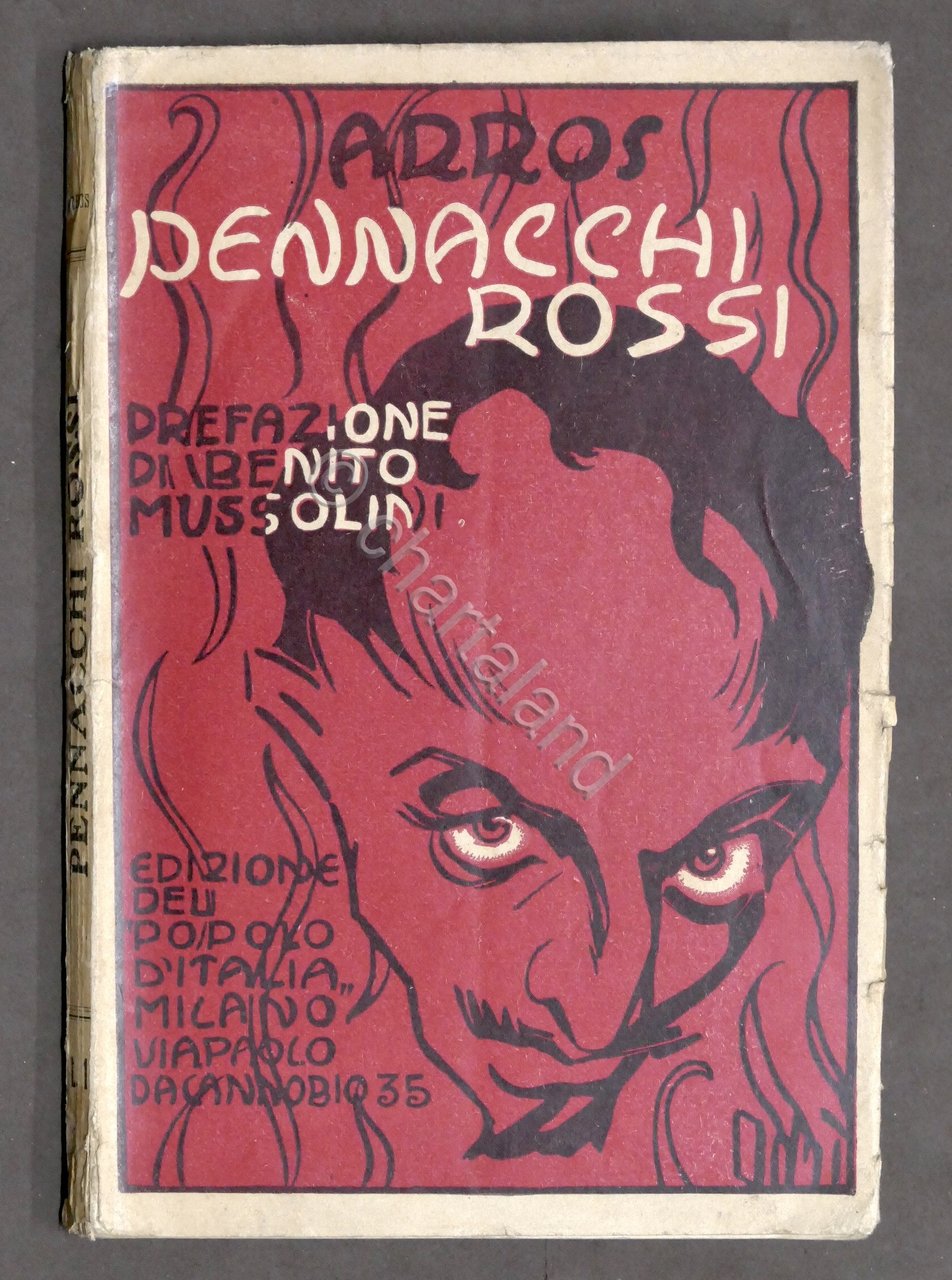 ARROS
PENNACCHI
ROSSI
PREFAZIONE
DI BENITO
MUSSOLINI
EDIZIONE
DEL
"POPOLO
D'ITALIA„
MILANO
VIA PAOLO
DA CANNOBIO 35
PENNACCHI ROSSI
© chartaland